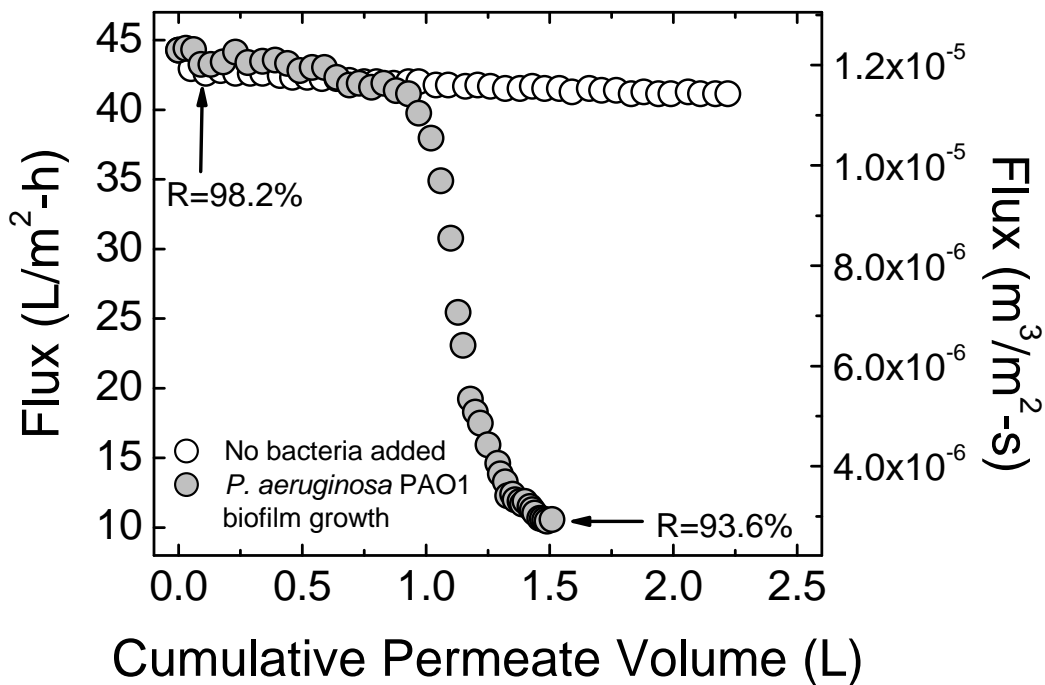 Flux (L/m²-h)
45
40
35
30
25
20
15
10
R=98.2%
No bacteria added
P. aeruginosa PAO1
biofilm growth
R=93.6%
1.2x10⁻⁵
1.0x10⁻⁵
8.0x10⁻⁶
6.0x10⁻⁶
4.0x10⁻⁶
Flux (m³/m²-s)
0.0 0.5 1.0 1.5 2.0 2.5
Cumulative Permeate Volume (L)